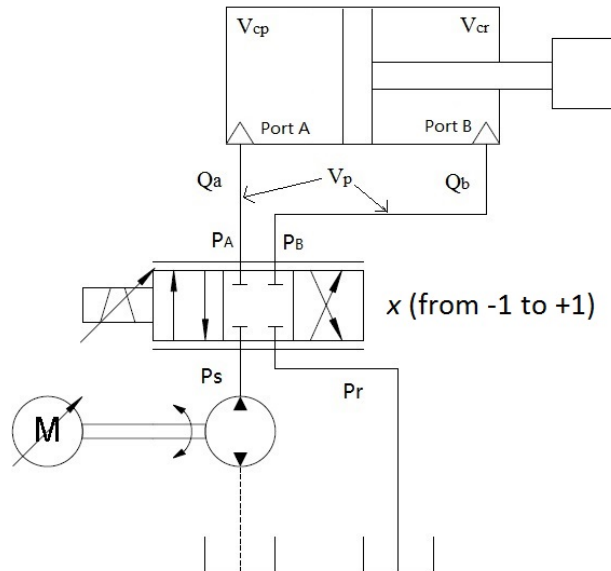 Vcp
Vcr
Port A
Port B
Qa
Vp
Qb
PA
PB
x (from -1 to +1)
Ps
Pr
M